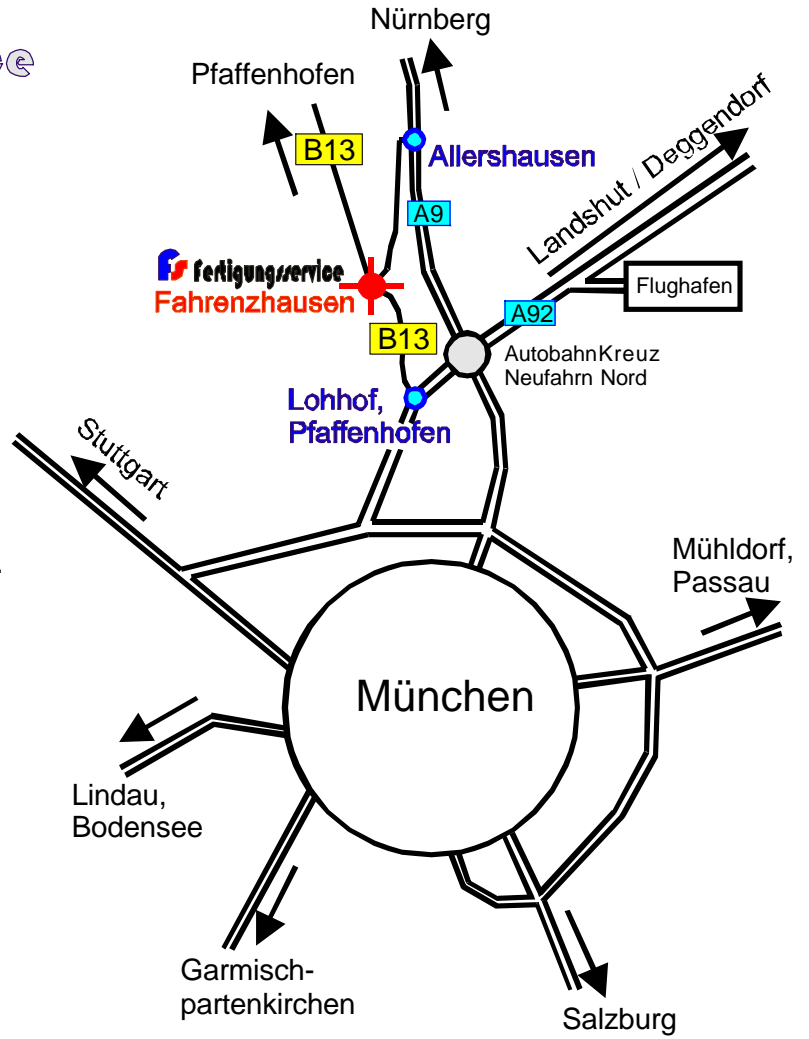 Nürnberg
Pfaffenhofen
B13
Allershausen
Landshut / Deggendorf
A9
Fs Fertigungsservice
Fahrenzhausen
Flughafen
A92
B13
AutobahnKreuz
Neufahrn Nord
Lohhof,
Pfaffenhofen
Stuttgart
Mühldorf,
Passau
München
Lindau,
Bodensee
Garmisch-
partenkirchen
Salzburg